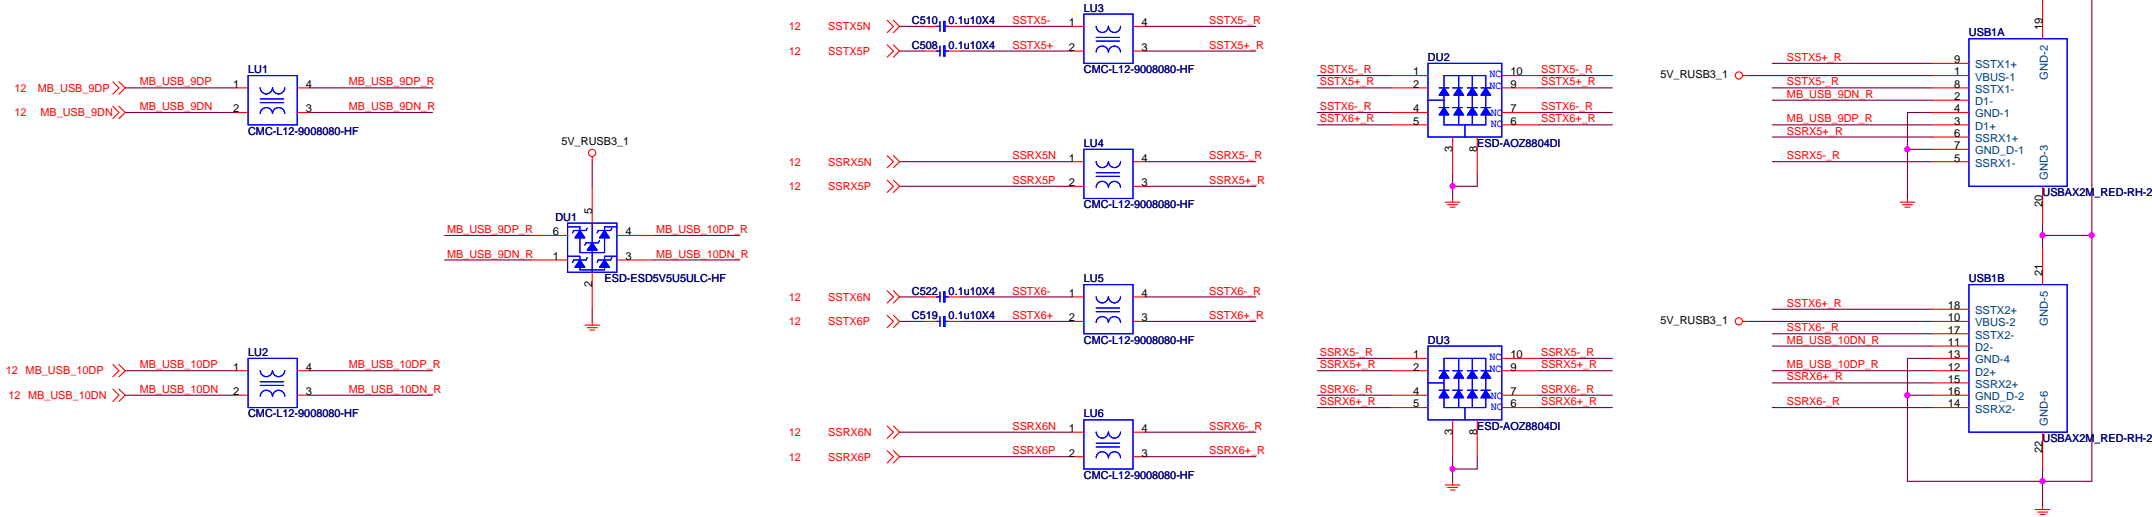 12 MB_USB_9DP MB_USB_9DP 1 LU1 4 MB_USB_9DP_R
12 MB_USB_9DN MB_USB_9DN 2 3 MB_USB_9DN_R
CMC-L12-9008080-HF
5V_RUSB3_1
5
DU1
MB_USB_9DP_R 6 4 MB_USB_10DP_R
MB_USB_9DN_R 1 3 MB_USB_10DN_R
2 ESD-ESD5V5U5ULC-HF
LU2
12 MB_USB_10DP MB_USB_10DP 1 4 MB_USB_10DP_R
12 MB_USB_10DN MB_USB_10DN 2 3 MB_USB_10DN_R
CMC-L12-9008080-HF
LU3
12 SSTX5N C510 0.1u10X4 SSTX5- 1 4 SSTX5-_R
12 SSTX5P C508 0.1u10X4 SSTX5+ 2 3 SSTX5+_R
CMC-L12-9008080-HF
LU4
12 SSRX5N SSRX5N 1 4 SSRX5-_R
12 SSRX5P SSRX5P 2 3 SSRX5+_R
CMC-L12-9008080-HF
LU5
12 SSTX6N C522 0.1u10X4 SSTX6- 1 4 SSTX6-_R
12 SSTX6P C519 0.1u10X4 SSTX6+ 2 3 SSTX6+_R
CMC-L12-9008080-HF
LU6
12 SSRX6N SSRX6N 1 4 SSRX6-_R
12 SSRX6P SSRX6P 2 3 SSRX6+_R
CMC-L12-9008080-HF
DU2
SSTX5-_R 1 NC 10 SSTX5-_R
SSTX5+_R 2 NC 9 SSTX5+_R
SSTX6-_R 4 NC 7 SSTX6-_R
SSTX6+_R 5 NC 6 SSTX6+_R
3 8 ESD-AOZ8804DI
DU3
SSRX5-_R 1 NC 10 SSRX5-_R
SSRX5+_R 2 NC 9 SSRX5+_R
SSRX6-_R 4 NC 7 SSRX6-_R
SSRX6+_R 5 NC 6 SSRX6+_R
3 8 ESD-AOZ8804DI
19
USB1A
GND-2
SSTX5+_R 9 SSTX1+
5V_RUSB3_1 1 VBUS-1
SSTX5-_R 8 SSTX1-
MB_USB_9DN_R 2 D1-
4 GND-1
MB_USB_9DP_R 3 D1+
SSRX5+_R 6 SSRX1+
7 GND_D-1
SSRX5-_R 5 SSRX1-
GND-3
20 USBAX2M_RED-RH-2
21
USB1B
GND-5
SSTX6+_R 18 SSTX2+
5V_RUSB3_1 10 VBUS-2
SSTX6-_R 17 SSTX2-
MB_USB_10DN_R 11 D2-
13 GND-4
MB_USB_10DP_R 12 D2+
SSRX6+_R 15 SSRX2+
16 GND_D-2
SSRX6-_R 14 SSRX2-
GND-6
22 USBAX2M_RED-RH-2